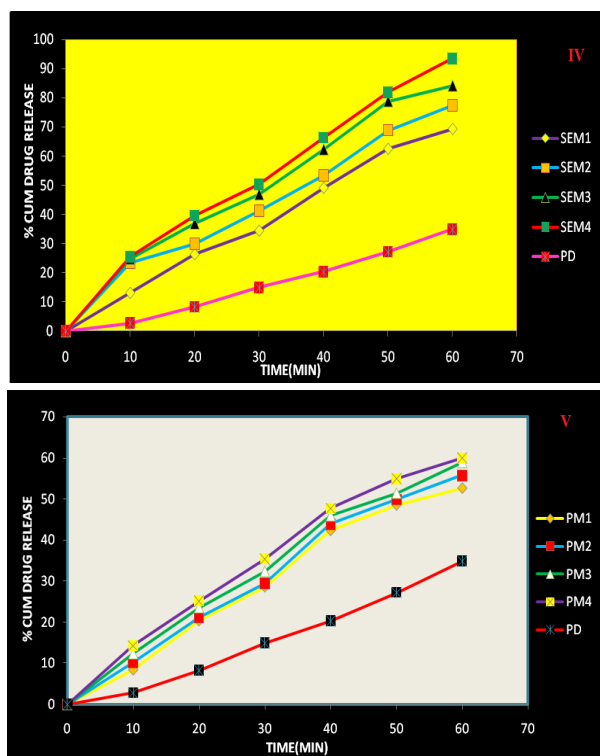 IV
% CUM DRUG RELEASE
100
90
80
70
60
50
40
30
20
10
0
0 10 20 30 40 50 60 70
TIME(MIN)
SEM1
SEM2
SEM3
SEM4
PD
V
% CUM DRUG RELEASE
70
60
50
40
30
20
10
0
0 10 20 30 40 50 60 70
TIME(MIN)
PM1
PM2
PM3
PM4
PD